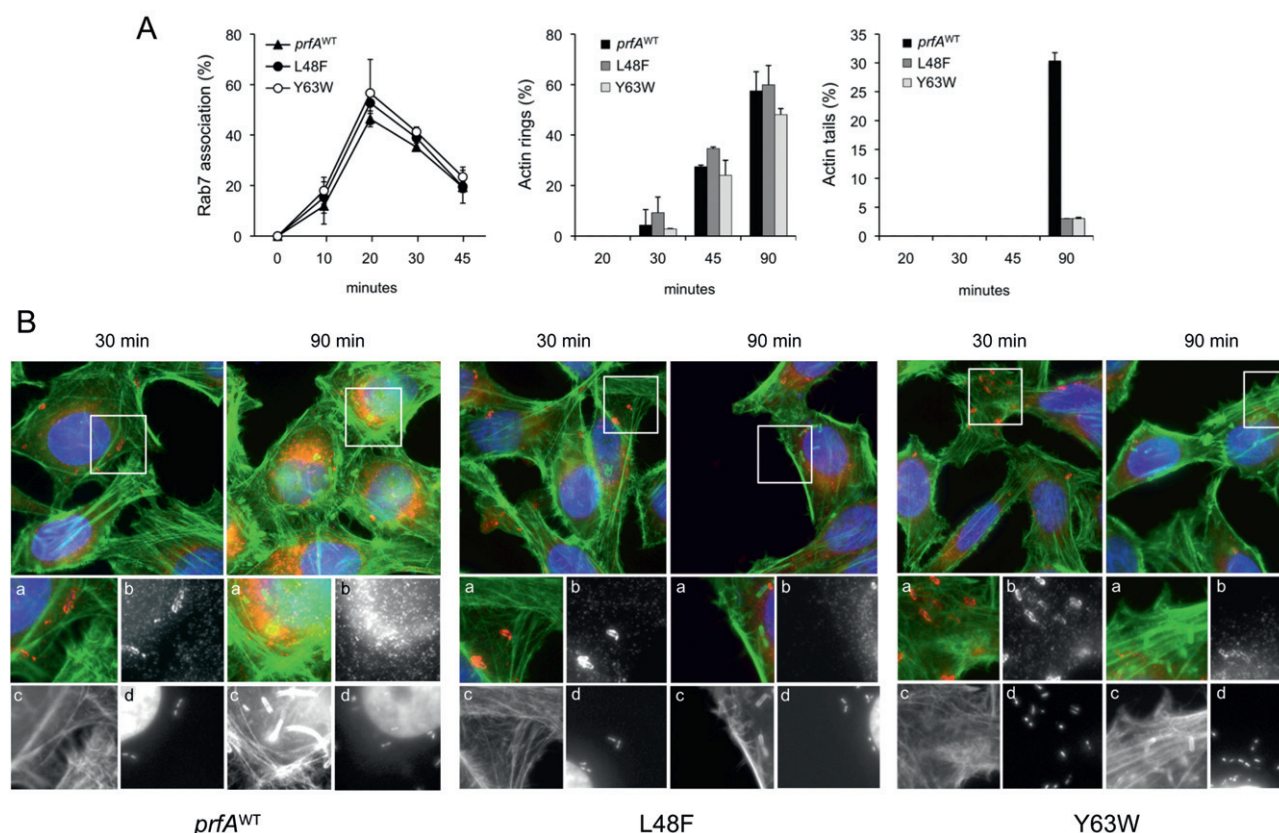 A
80
60
40
20
0
Rab7 association (%)
prfAᵂᵀ
L48F
Y63W
0 10 20 30 45
minutes
80
60
40
20
0
Actin rings (%)
prfAᵂᵀ
L48F
Y63W
20 30 45 90
minutes
35
30
25
20
15
10
5
0
Actin tails (%)
prfAᵂᵀ
L48F
Y63W
20 30 45 90
minutes
B
30 min 90 min 30 min 90 min 30 min 90 min
a b a b a b a b a b a b
c d c d c d c d c d c d
prfAᵂᵀ L48F Y63W